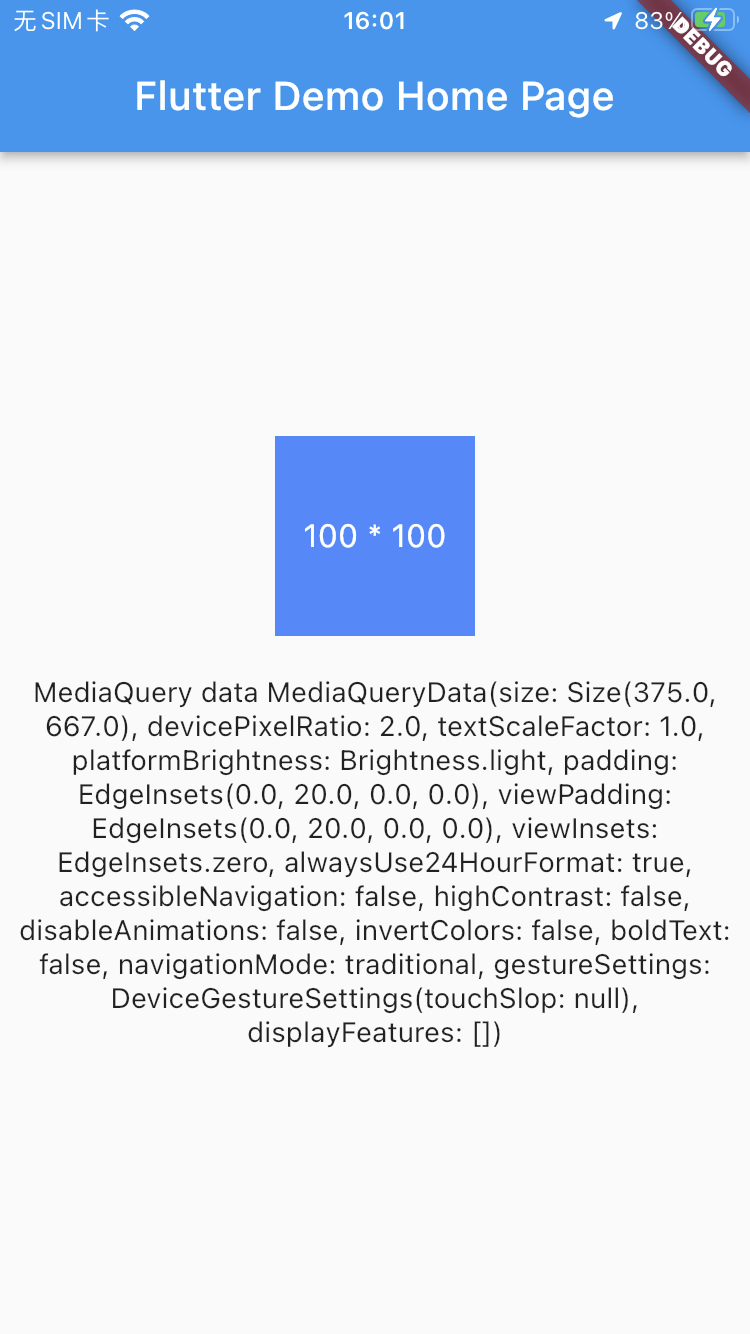 无SIM卡 16:01 83%
DEBUG
Flutter Demo Home Page
100 * 100
MediaQuery data MediaQueryData(size: Size(375.0,
667.0), devicePixelRatio: 2.0, textScaleFactor: 1.0,
platformBrightness: Brightness.light, padding:
EdgeInsets(0.0, 20.0, 0.0, 0.0), viewPadding:
EdgeInsets(0.0, 20.0, 0.0, 0.0), viewInsets:
EdgeInsets.zero, alwaysUse24HourFormat: true,
accessibleNavigation: false, highContrast: false,
disableAnimations: false, invertColors: false, boldText:
false, navigationMode: traditional, gestureSettings:
DeviceGestureSettings(touchSlop: null),
displayFeatures: [])